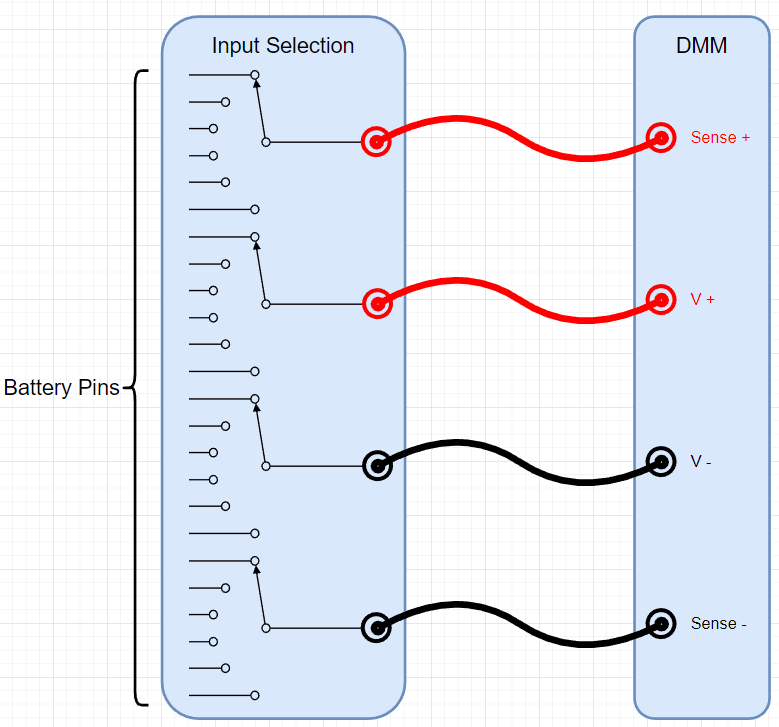 Input Selection
DMM
Sense +
V +
Battery Pins
V -
Sense -